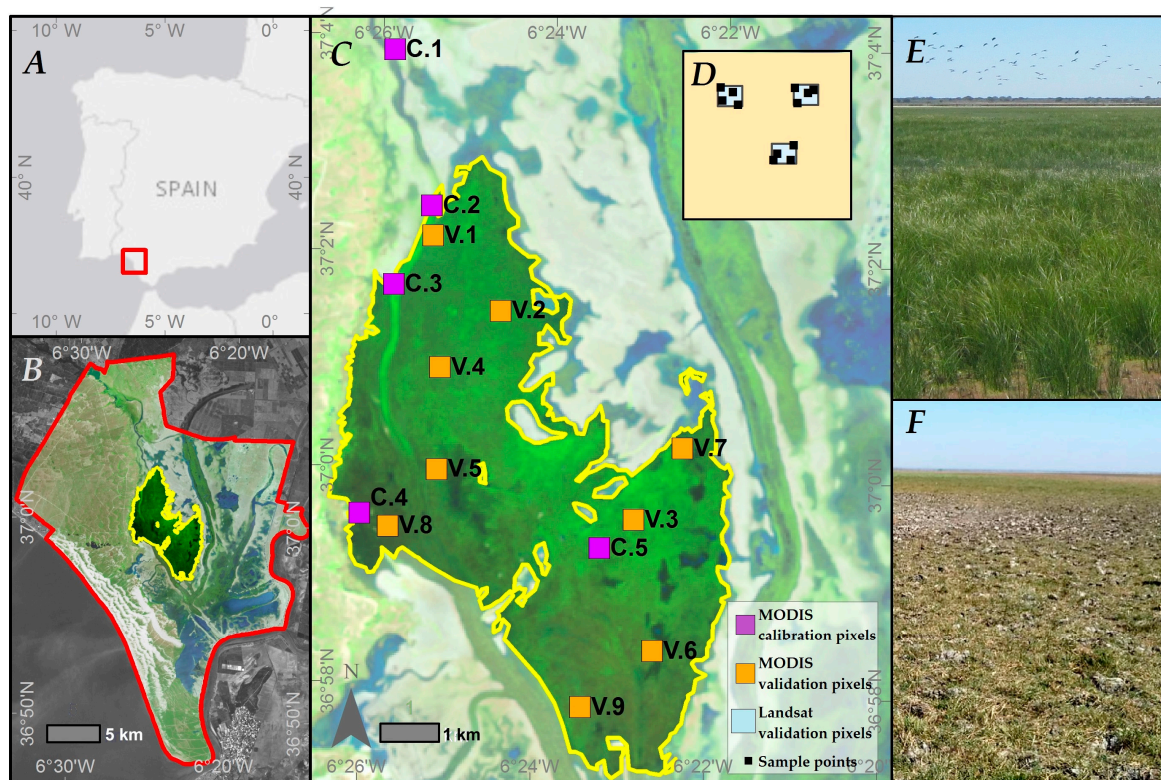 10° W
5° W
0°
A
40° N
40° N
SPAIN
10° W
5° W
0°
6°30'W
6°20'W
B
37°0'N
37°0'N
36°50'N
36°50'N
5 km
6°30'W
6°20'W
6°26'W
6°24'W
6°22'W
37°4'N
37°4'N
C
C.1
D
C.2
V.1
37°2'N
37°2'N
C.3
V.2
V.4
V.7
37°0'N
V.5
37°0'N
C.4
V.8
V.3
C.5
MODIS
calibration pixels
MODIS
validation pixels
Landsat
validation pixels
Sample points
V.6
36°58'N
36°58'N
N
V.9
1 km
6°26'W
6°24'W
6°22'W
6°20'
E
F